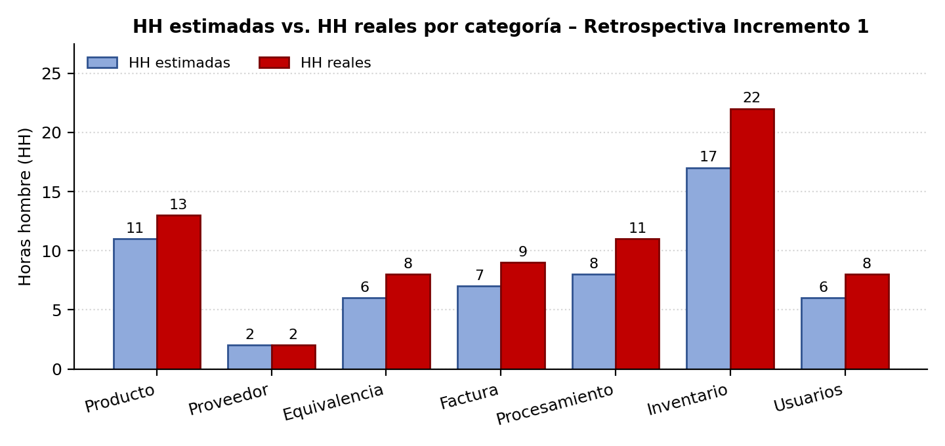 HH estimadas vs. HH reales por categoría – Retrospectiva Incremento 1
HH estimadas
HH reales
Horas hombre (HH)
25
20
15
10
5
0
11
13
2
2
6
8
7
9
8
11
17
22
6
8
Producto
Proveedor
Equivalencia
Factura
Procesamiento
Inventario
Usuarios